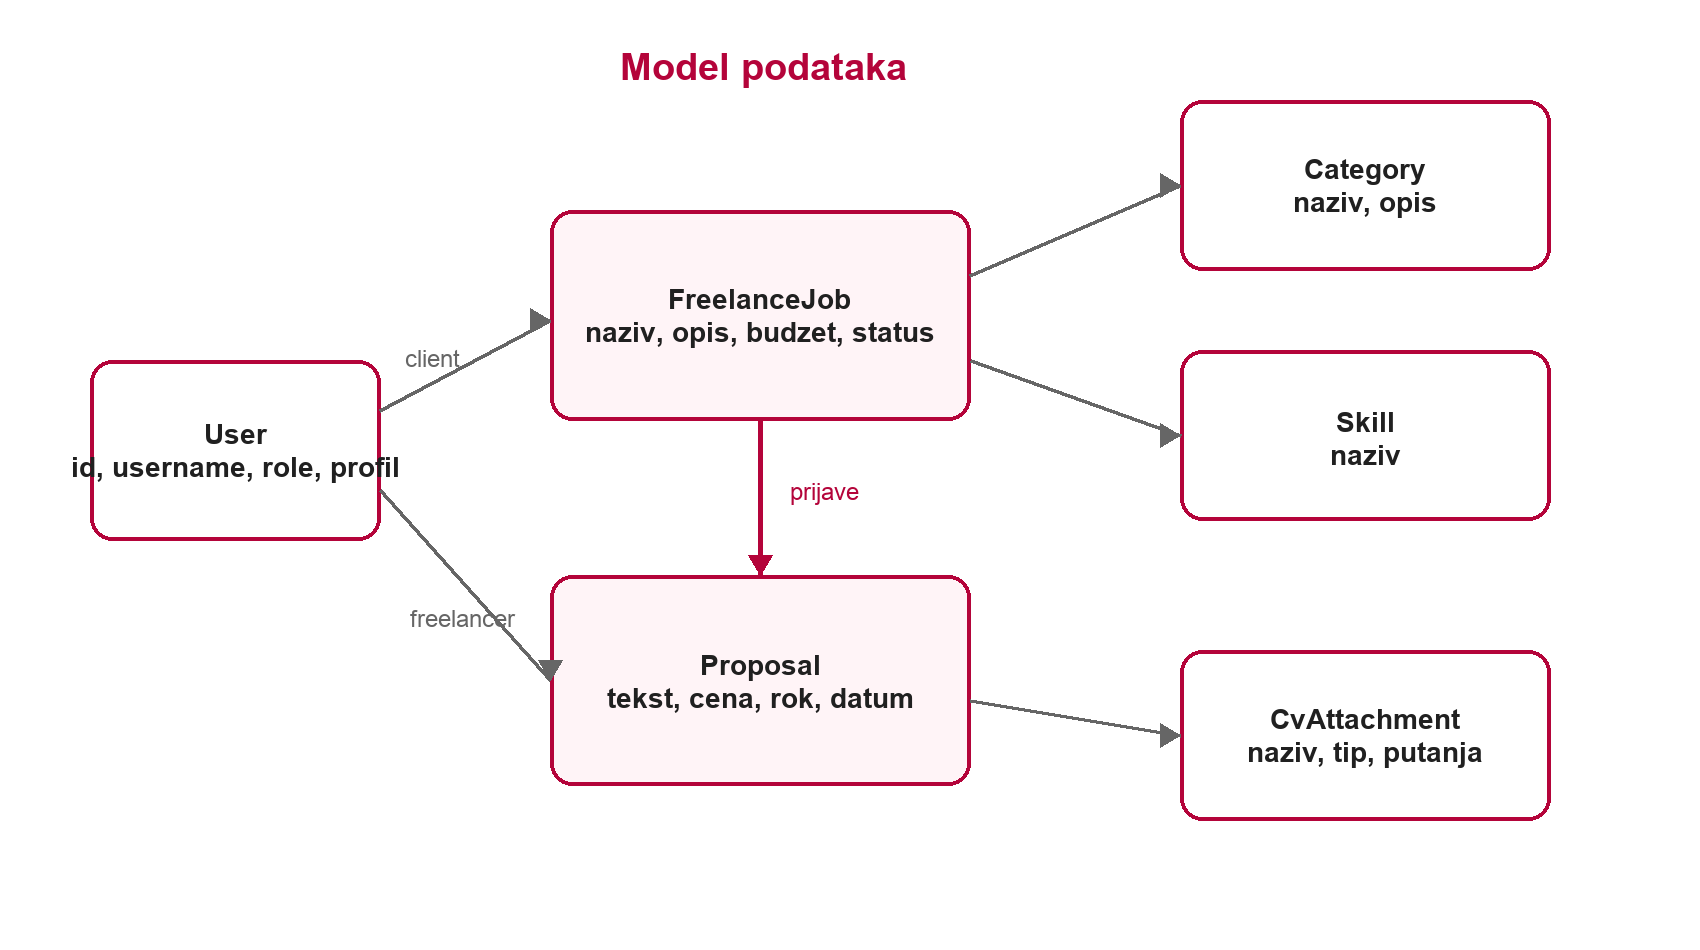 Model podataka
Category
naziv, opis
FreelanceJob
naziv, opis, budzet, status
client
User
id, username, role, profil
Skill
naziv
prijave
freelancer
Proposal
tekst, cena, rok, datum
CvAttachment
naziv, tip, putanja